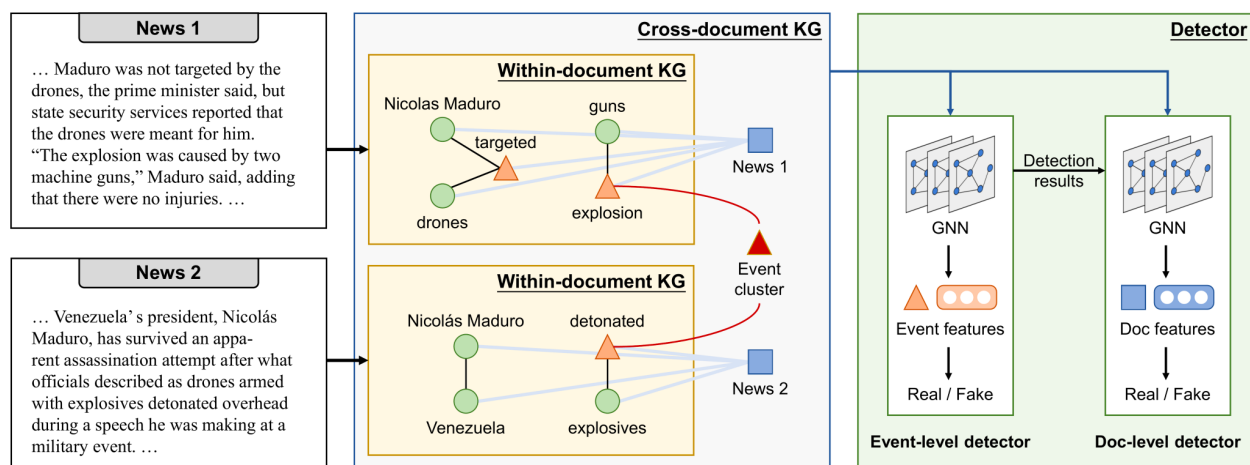 News 1
… Maduro was not targeted by the
drones, the prime minister said, but
state security services reported that
the drones were meant for him.
“The explosion was caused by two
machine guns,” Maduro said, adding
that there were no injuries. …
News 2
… Venezuela’s president, Nicolás
Maduro, has survived an appa-
rent assassination attempt after what
officials described as drones armed
with explosives detonated overhead
during a speech he was making at a
military event. …
Cross-document KG
Within-document KG
Nicolas Maduro
guns
targeted
drones
explosion
News 1
Event
cluster
Within-document KG
Nicolás Maduro
detonated
Venezuela
explosives
News 2
Detector
Detection
results
GNN
Event features
Real / Fake
Event-level detector
GNN
Doc features
Real / Fake
Doc-level detector